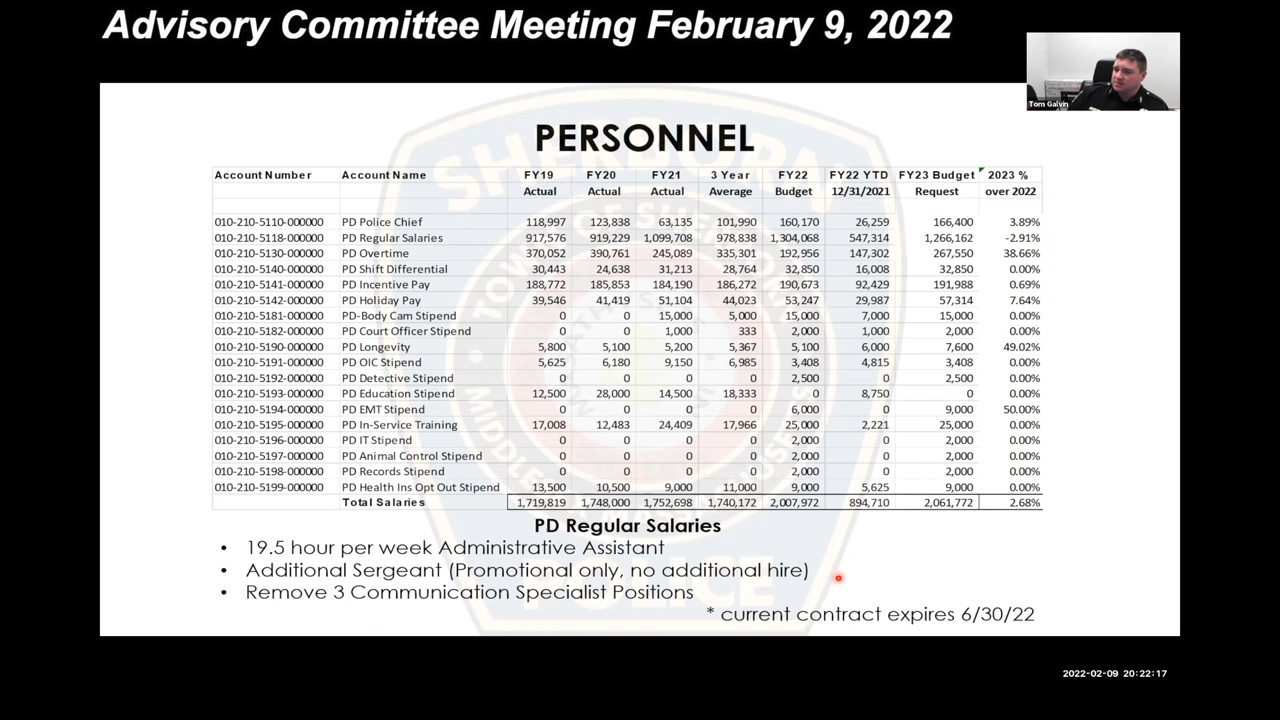 Advisory Committee Meeting February 9, 2022
Tom Galvin
PERSONNEL
Account Number Account Name FY19 FY20 FY21 3 Year FY22 FY22 YTD FY23 Budget 2023 %
Actual Actual Actual Average Budget 12/31/2021 Request over 2022
010-210-5110-000000 PD Police Chief 118,997 123,838 63,135 101,990 160,170 26,259 166,400 3.89%
010-210-5118-000000 PD Regular Salaries 917,576 919,229 1,099,708 978,838 1,304,068 547,314 1,266,162 -2.91%
010-210-5130-000000 PD Overtime 370,052 390,761 245,089 335,301 192,956 147,302 267,550 38.66%
010-210-5140-000000 PD Shift Differential 30,443 24,638 31,213 28,764 32,850 16,008 32,850 0.00%
010-210-5141-000000 PD Incentive Pay 188,772 185,853 184,190 186,272 190,673 92,429 191,988 0.69%
010-210-5142-000000 PD Holiday Pay 39,546 41,419 51,104 44,023 53,247 29,987 57,314 7.64%
010-210-5181-000000 PD-Body Cam Stipend 0 0 15,000 5,000 15,000 7,000 15,000 0.00%
010-210-5182-000000 PD Court Officer Stipend 0 0 1,000 333 2,000 1,000 2,000 0.00%
010-210-5190-000000 PD Longevity 5,800 5,100 5,200 5,367 5,100 6,000 7,600 49.02%
010-210-5191-000000 PD OIC Stipend 5,625 6,180 9,150 6,985 3,408 4,815 3,408 0.00%
010-210-5192-000000 PD Detective Stipend 0 0 0 0 2,500 0 2,500 0.00%
010-210-5193-000000 PD Education Stipend 12,500 28,000 14,500 18,333 0 8,750 0 0.00%
010-210-5194-000000 PD EMT Stipend 0 0 0 0 6,000 0 9,000 50.00%
010-210-5195-000000 PD In-Service Training 17,008 12,483 24,409 17,966 25,000 2,221 25,000 0.00%
010-210-5196-000000 PD IT Stipend 0 0 0 0 2,000 0 2,000 0.00%
010-210-5197-000000 PD Animal Control Stipend 0 0 0 0 2,000 0 2,000 0.00%
010-210-5198-000000 PD Records Stipend 0 0 0 0 2,000 0 2,000 0.00%
010-210-5199-000000 PD Health Ins Opt Out Stipend 13,500 10,500 9,000 11,000 9,000 5,625 9,000 0.00%
Total Salaries 1,719,819 1,748,000 1,752,698 1,740,172 2,007,972 894,710 2,061,772 2.68%
PD Regular Salaries
• 19.5 hour per week Administrative Assistant
• Additional Sergeant (Promotional only, no additional hire)
• Remove 3 Communication Specialist Positions
* current contract expires 6/30/22
SHERBORN
TOWN OF SHERBORN
POLICE
2022-02-09 20:22:17